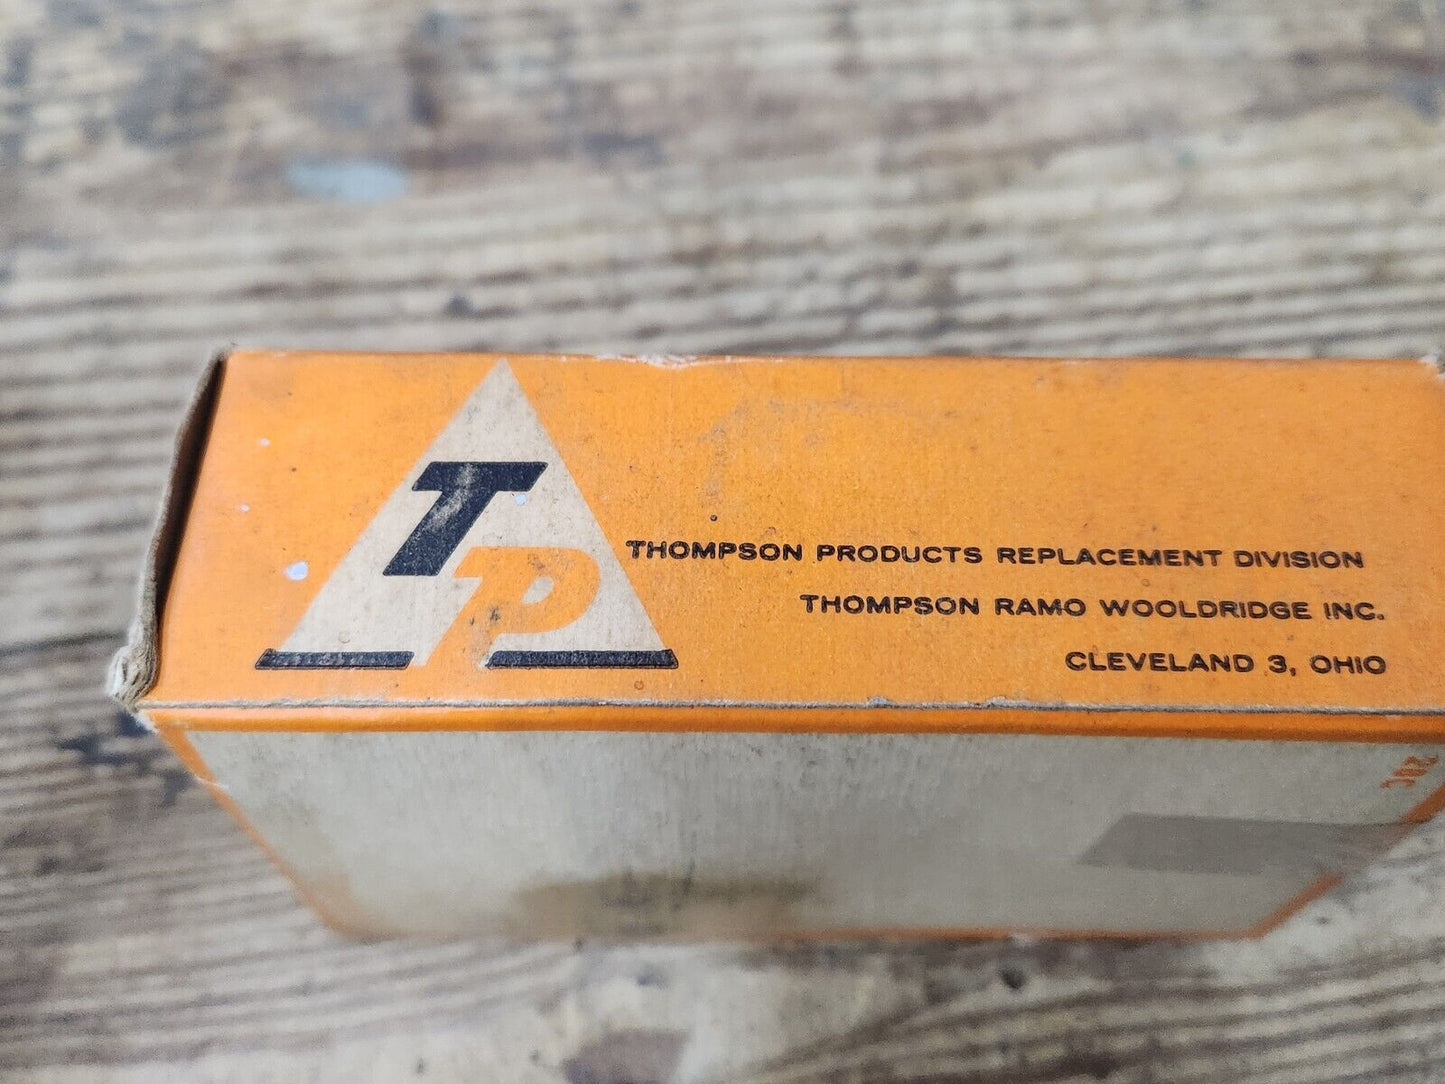 TP
THOMPSON PRODUCTS REPLACEMENT DIVISION
THOMPSON RAMO WOOLDRIDGE INC.
CLEVELAND 3, OHIO